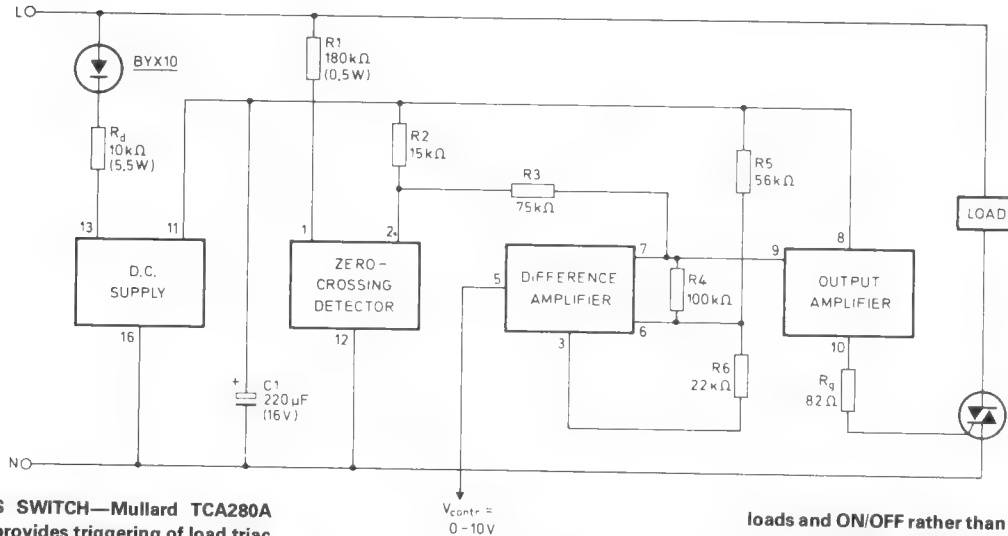 L
BYX10
R1
180kΩ
(0.5W)
Rd
10kΩ
(5.5W)
R2
15kΩ
R3
75kΩ
R5
56kΩ
LOAD
13
11
1
2
7
9
8
D.C.
SUPPLY
ZERO-
CROSSING
DETECTOR
5
DIFFERENCE
AMPLIFIER
R4
100kΩ
OUTPUT
AMPLIFIER
6
16
12
3
10
C1
220µF
(16V)
+
R6
22kΩ
Rg
82Ω
N
Vcontr =
0-10V
S SWITCH—Mullard TCA280A
provides triggering of load triac
loads and ON/OFF rather than